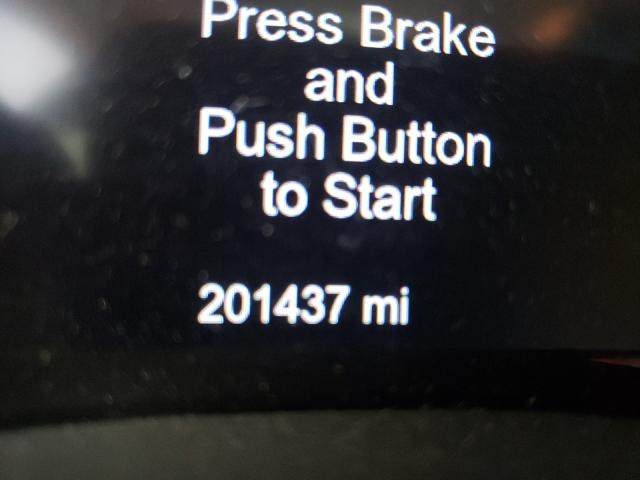 Press Brake
and
Push Button
to Start
201437 mi